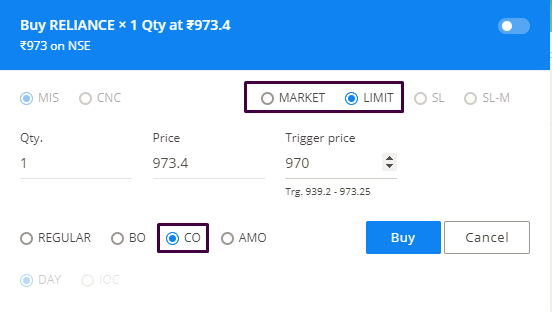 Buy RELIANCE × 1 Qty at ₹973.4
₹973 on NSE
MIS CNC MARKET LIMIT SL SL-M
Qty. Price Trigger price
1 973.4 970
Trg. 939.2 - 973.25
REGULAR BO CO AMO Buy Cancel
DAY IOC